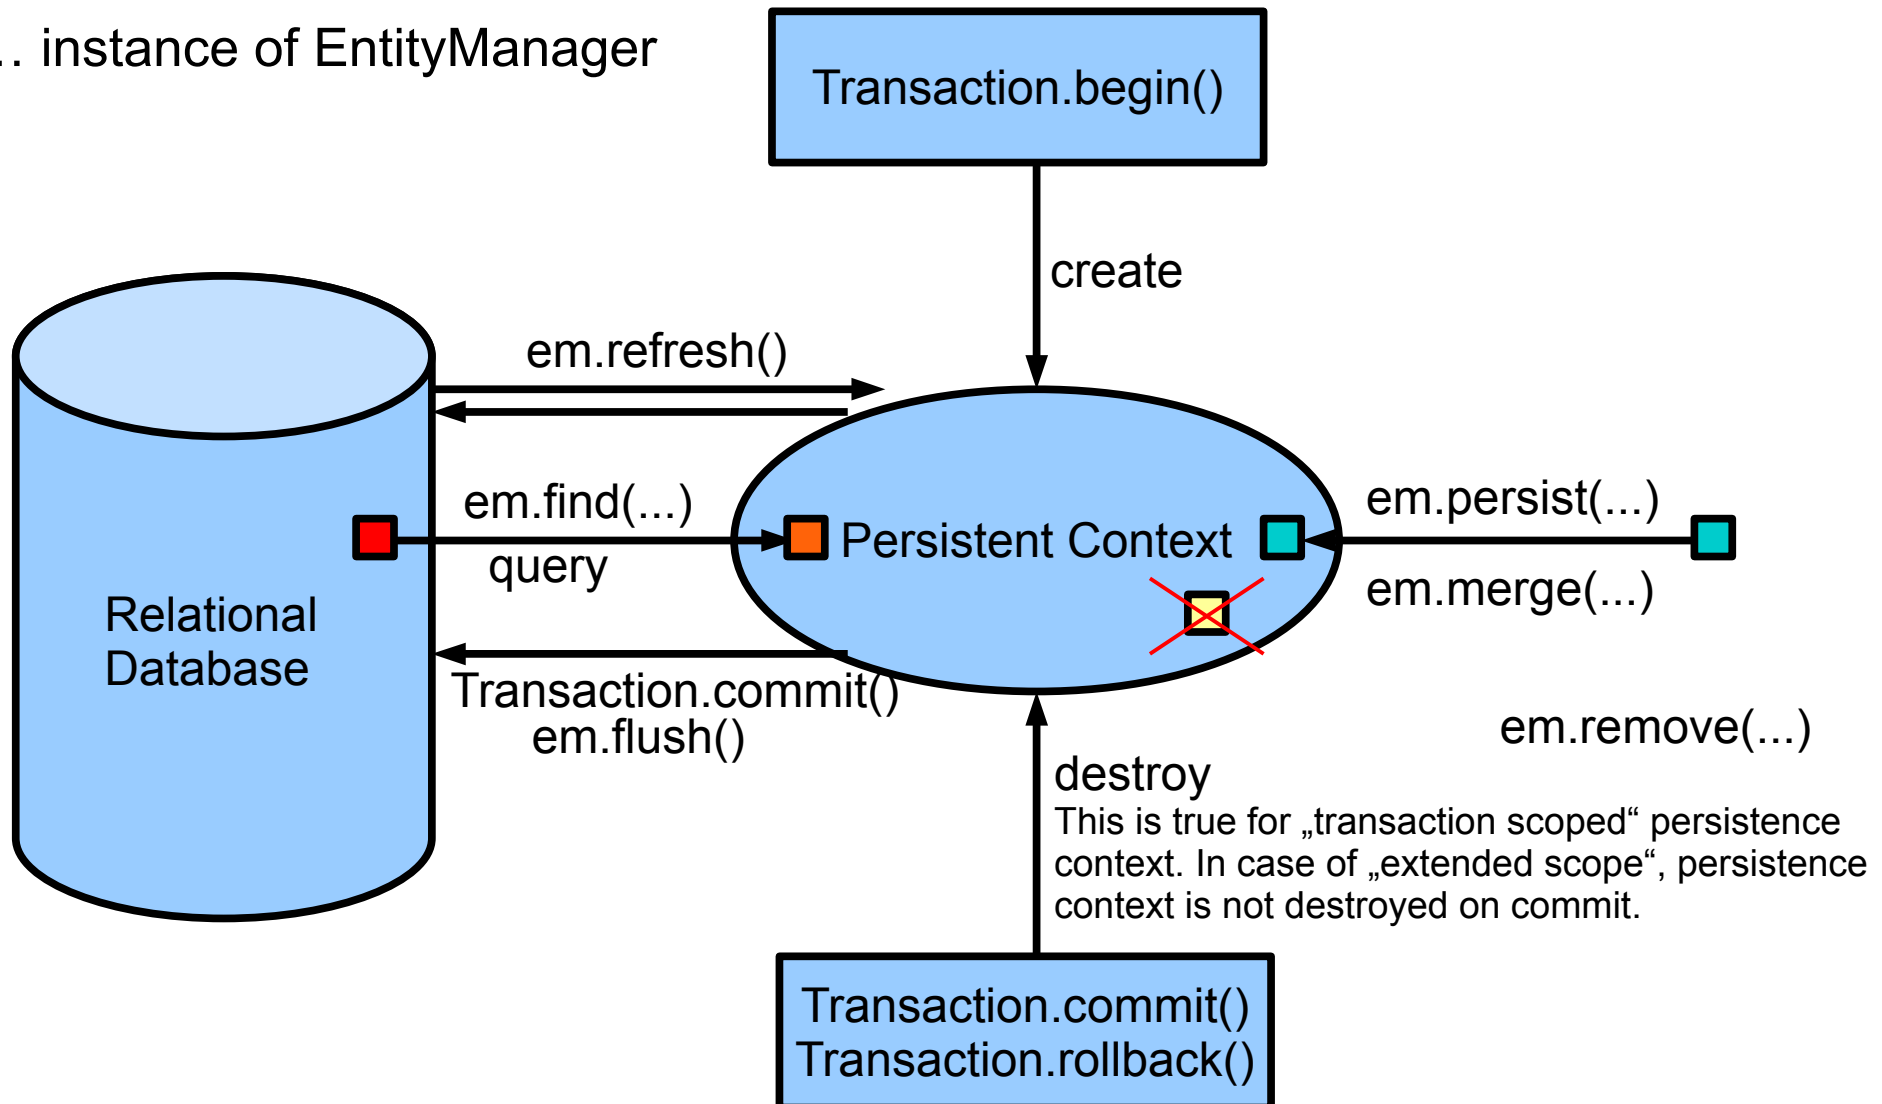 .. instance of EntityManager
Transaction.begin()
create
em.refresh()
em.find(...)
query
Persistent Context
em.persist(...)
em.merge(...)
Relational
Database
Transaction.commit()
em.flush()
em.remove(...)
destroy
This is true for „transaction scoped“ persistence
context. In case of „extended scope“, persistence
context is not destroyed on commit.
Transaction.commit()
Transaction.rollback()